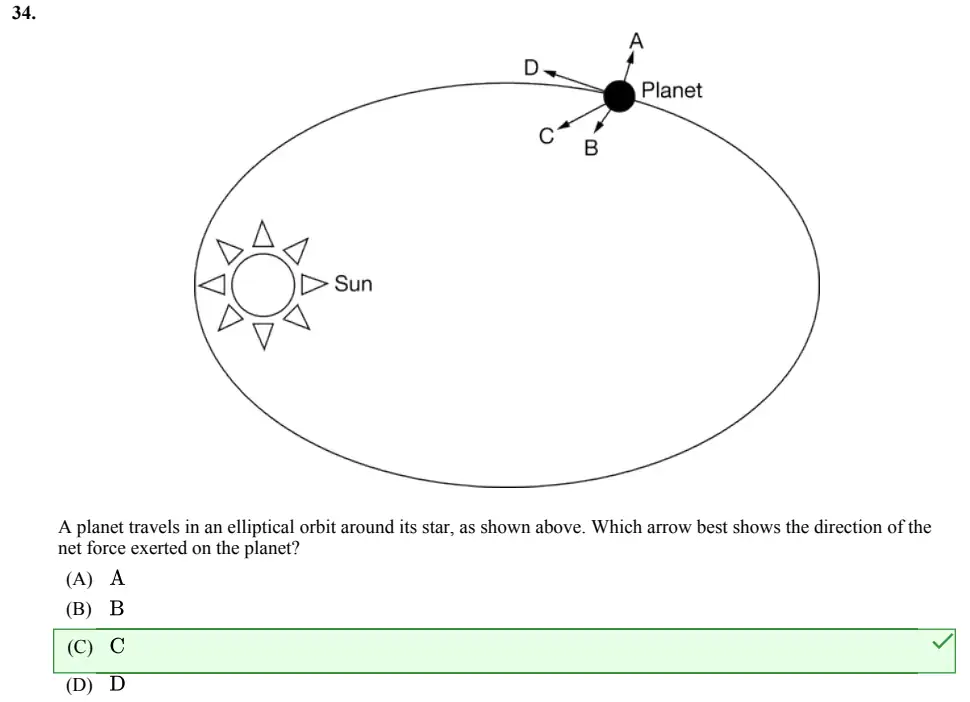 34.
A
D
Planet
C
B
Sun
A planet travels in an elliptical orbit around its star, as shown above. Which arrow best shows the direction of the
net force exerted on the planet?
(A) A
(B) B
(C) C
(D) D